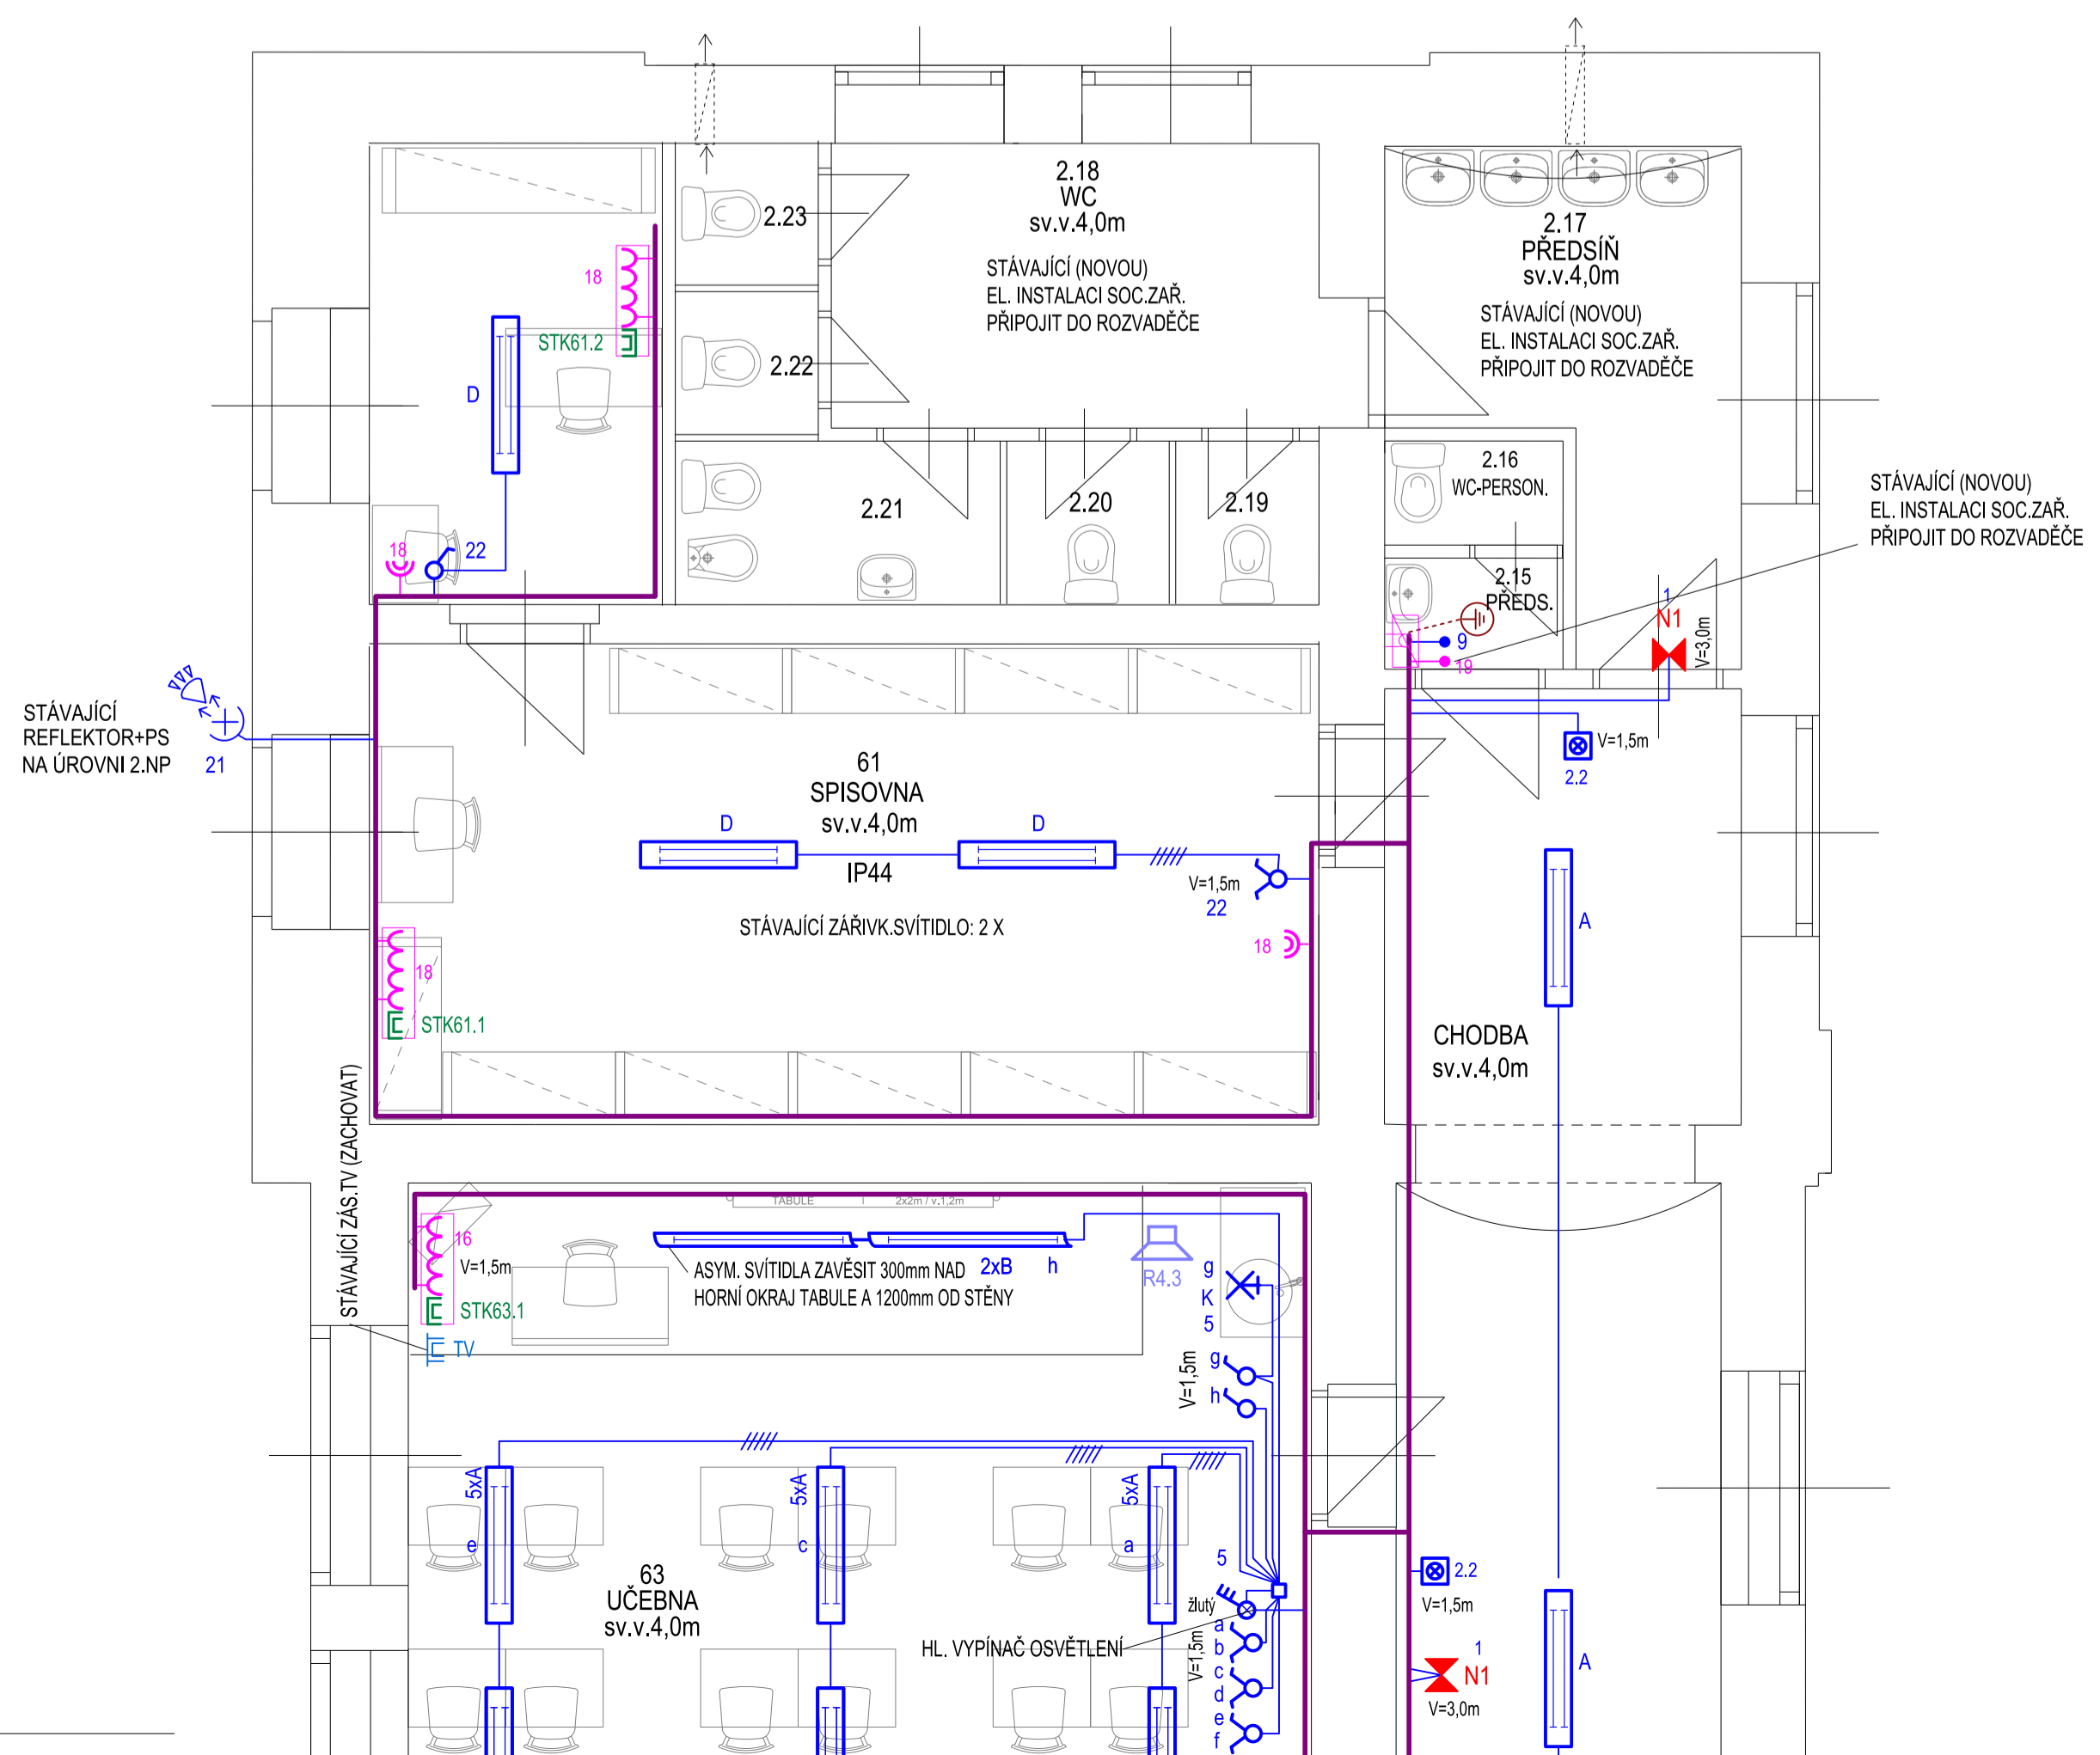 2.18
WC
sv.v.4,0m
STÁVAJÍCÍ (NOVOU)
EL. INSTALACI SOC.ZAŘ.
PŘIPOJIT DO ROZVADĚČE
2.23
2.22
2.21
2.20
2.19
2.17
PŘEDSÍŇ
sv.v.4,0m
STÁVAJÍCÍ (NOVOU)
EL. INSTALACI SOC.ZAŘ.
PŘIPOJIT DO ROZVADĚČE
2.16
WC-PERSON.
2.15
PŘEDS.
STÁVAJÍCÍ (NOVOU)
EL. INSTALACI SOC.ZAŘ.
PŘIPOJIT DO ROZVADĚČE
18
STK61.2
D
18
22
9
19
1
N1
V=3,0m
V=1,5m
2.2
STÁVAJÍCÍ
REFLEKTOR+PS
NA ÚROVNI 2.NP
21
61
SPISOVNA
sv.v.4,0m
D
D
IP44
V=1,5m
22
STÁVAJÍCÍ ZÁŘIVK.SVÍTIDLO: 2 X
18
18
STK61.1
A
CHODBA
sv.v.4,0m
STÁVAJÍCÍ ZÁS.TV (ZACHOVAT)
TABULE
2x2m / v.1,2m
16
V=1,5m
STK63.1
TV
ASYM. SVÍTIDLA ZAVĚSIT 300mm NAD
HORNÍ OKRAJ TABULE A 1200mm OD STĚNY
2xB
h
R4.3
g
K
5
V=1,5m
g
h
5xA
e
5xA
c
5xA
a
63
UČEBNA
sv.v.4,0m
5
žlutý
HL. VYPÍNAČ OSVĚTLENÍ
V=1,5m
a
b
c
d
e
f
2.2
V=1,5m
1
N1
V=3,0m
A